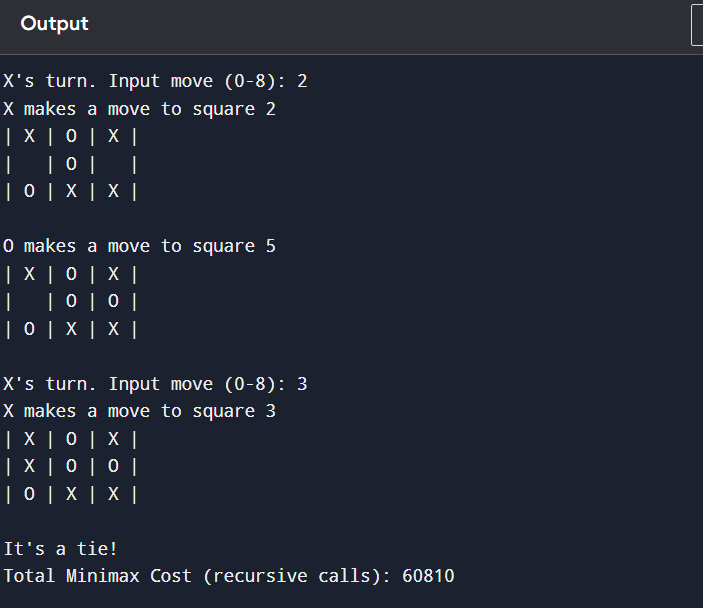 Output
X's turn. Input move (0-8): 2
X makes a move to square 2
| X | O | X |
|   | O |   |
| O | X | X |
O makes a move to square 5
| X | O | X |
|   | O | O |
| O | X | X |
X's turn. Input move (0-8): 3
X makes a move to square 3
| X | O | X |
| X | O | O |
| O | X | X |
It's a tie!
Total Minimax Cost (recursive calls): 60810